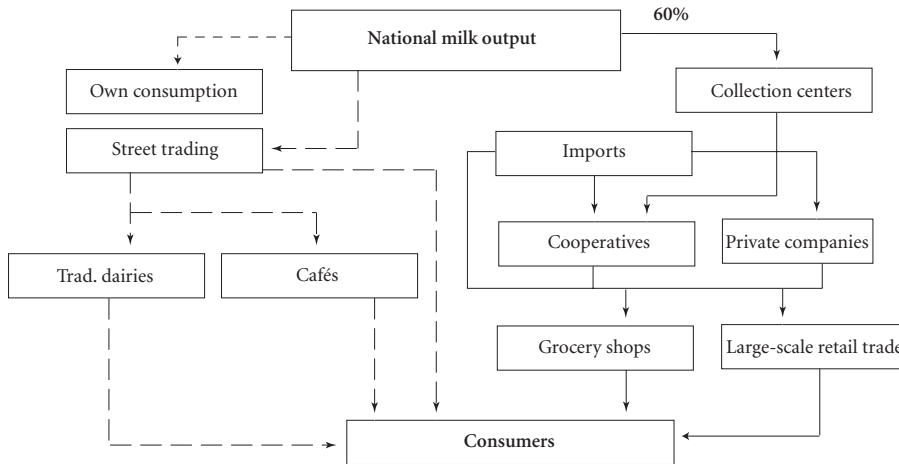 60%
National milk output
Own consumption
Collection centers
Street trading
Imports
Cooperatives
Private companies
Trad. dairies
Cafés
Grocery shops
Large-scale retail trade
Consumers